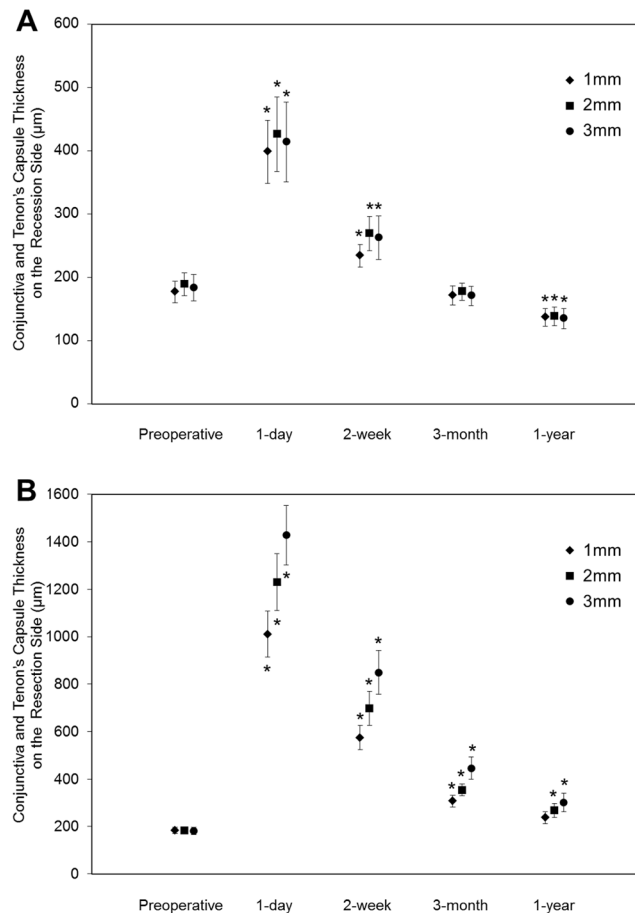 A
Conjunctiva and Tenon's Capsule Thickness
on the Recession Side (μm)
600
500
400
300
200
100
0
1mm
2mm
3mm
* * *
* **
* * *
Preoperative 1-day 2-week 3-month 1-year
B
Conjunctiva and Tenon's Capsule Thickness
on the Resection Side (μm)
1600
1400
1200
1000
800
600
400
200
0
1mm
2mm
3mm
* * *
* * *
* * *
* *
Preoperative 1-day 2-week 3-month 1-year